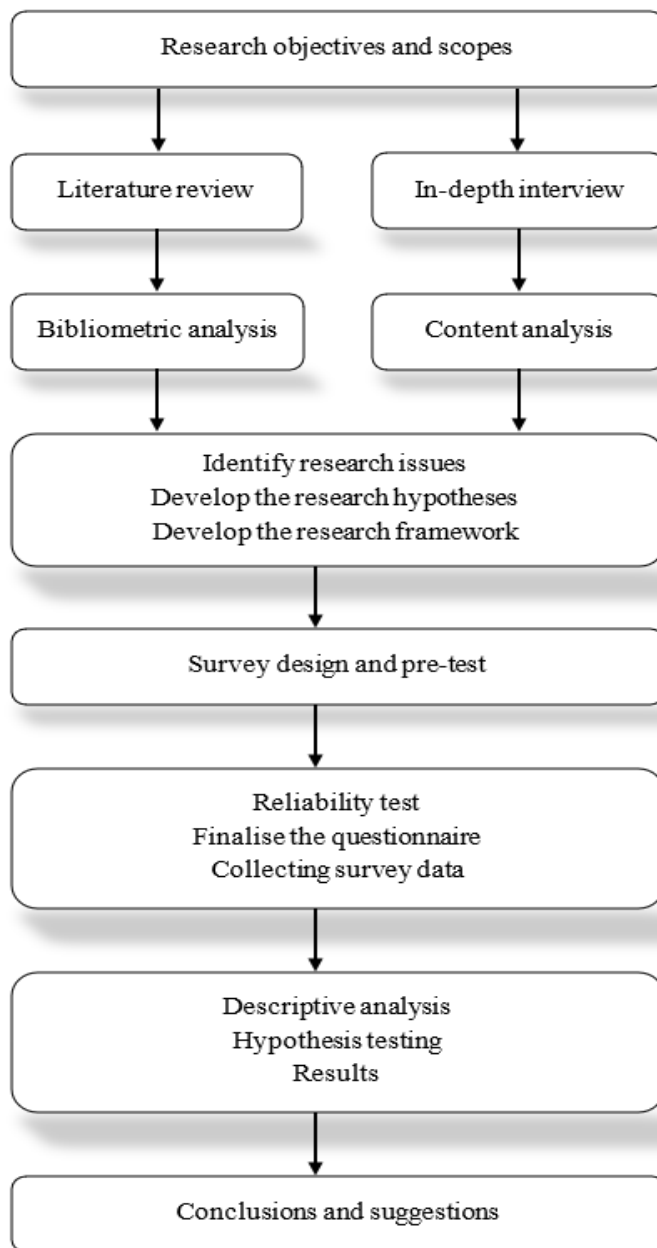 Research objectives and scopes
Literature review
In-depth interview
Bibliometric analysis
Content analysis
Identify research issues
Develop the research hypotheses
Develop the research framework
Survey design and pre-test
Reliability test
Finalise the questionnaire
Collecting survey data
Descriptive analysis
Hypothesis testing
Results
Conclusions and suggestions